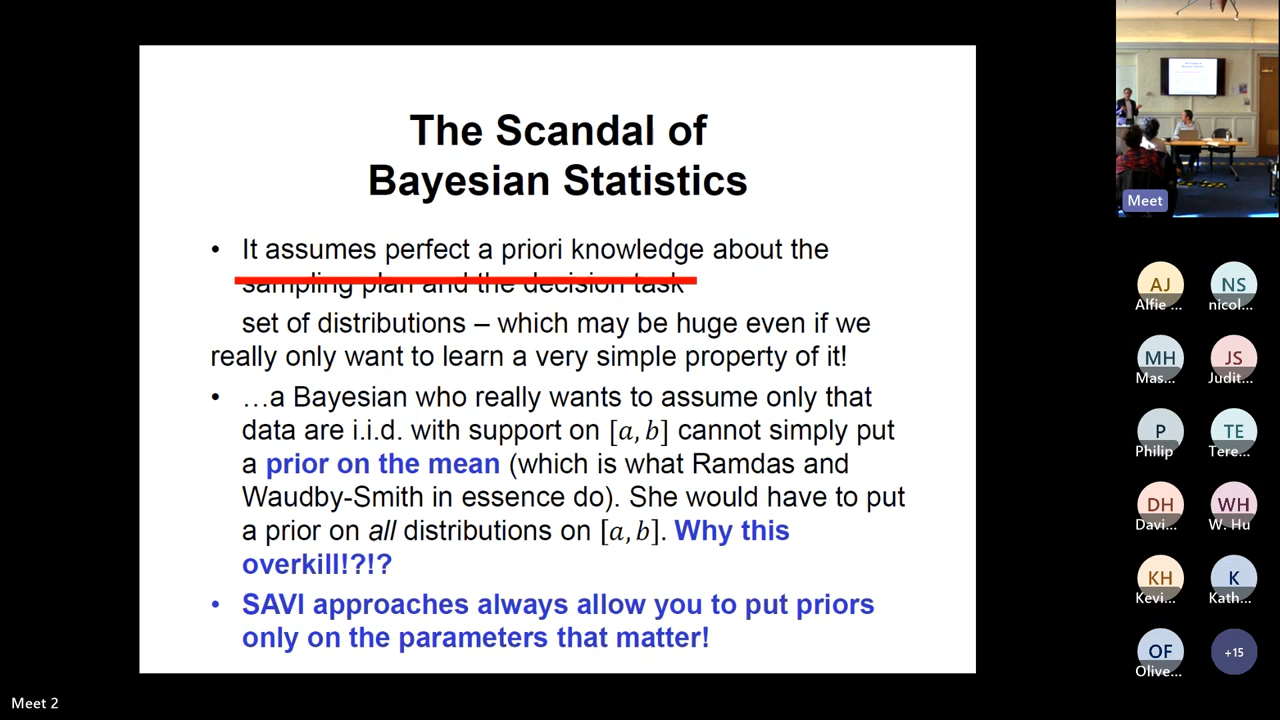 The Scandal of
Bayesian Statistics
• It assumes perfect a priori knowledge about the
sampling plan and the decision task
set of distributions – which may be huge even if we
really only want to learn a very simple property of it!
• …a Bayesian who really wants to assume only that
data are i.i.d. with support on [a, b] cannot simply put
a prior on the mean (which is what Ramdas and
Waudby-Smith in essence do). She would have to put
a prior on all distributions on [a, b]. Why this
overkill!?!?
• SAVI approaches always allow you to put priors
only on the parameters that matter!
Meet
AJ
Alfie ...
NS
nicol...
MH
Mas...
JS
Judit...
P
Philip
TE
Tere...
DH
Davi...
WH
W. Hu
KH
Kevi...
K
Kath...
OF
Olive...
+15
Meet 2